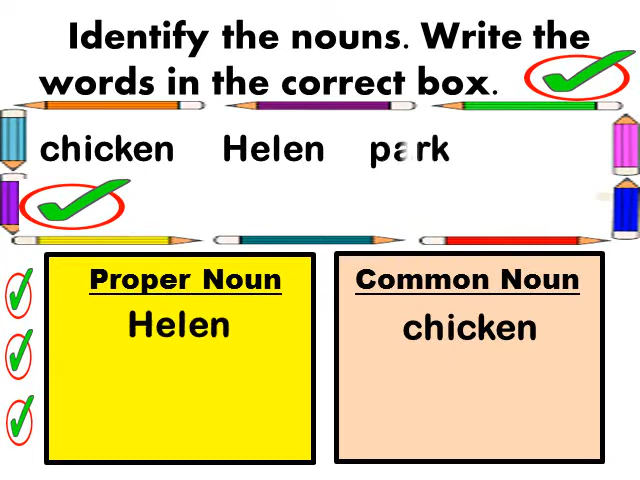 Identify the nouns. Write the
words in the correct box.
chicken Helen park
Proper Noun
Helen
Common Noun
chicken